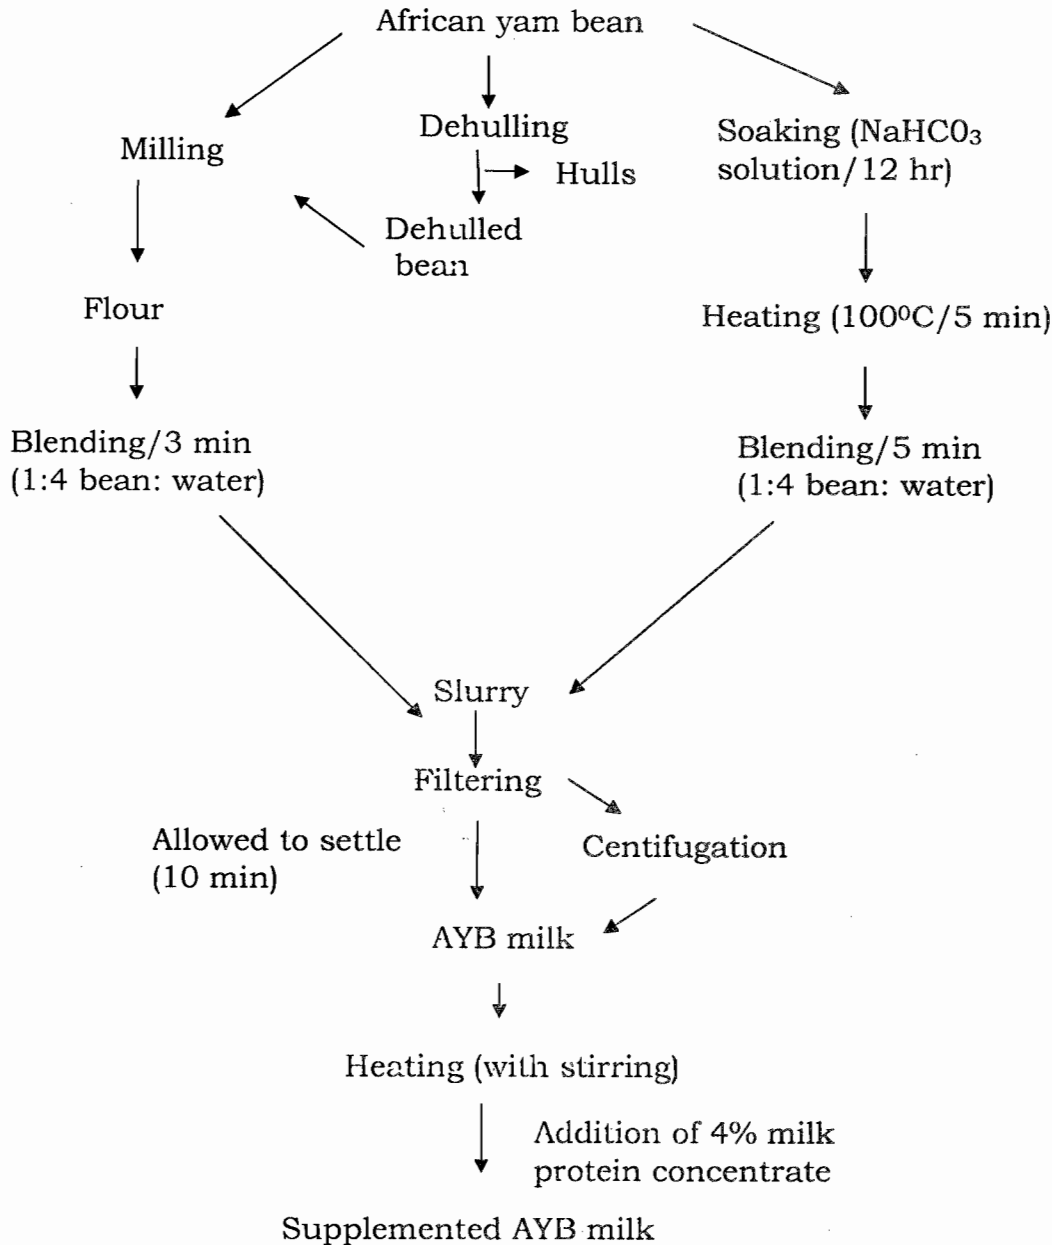 African yam bean
Dehulling
Soaking (NaHC0₃
solution/12 hr)
Milling
Hulls
Dehulled
bean
Flour
Heating (100⁰C/5 min)
Blending/3 min
(1:4 bean: water)
Blending/5 min
(1:4 bean: water)
Slurry
Filtering
Allowed to settle
(10 min)
Centifugation
AYB milk
Heating (with stirring)
Addition of 4% milk
protein concentrate
Supplemented AYB milk